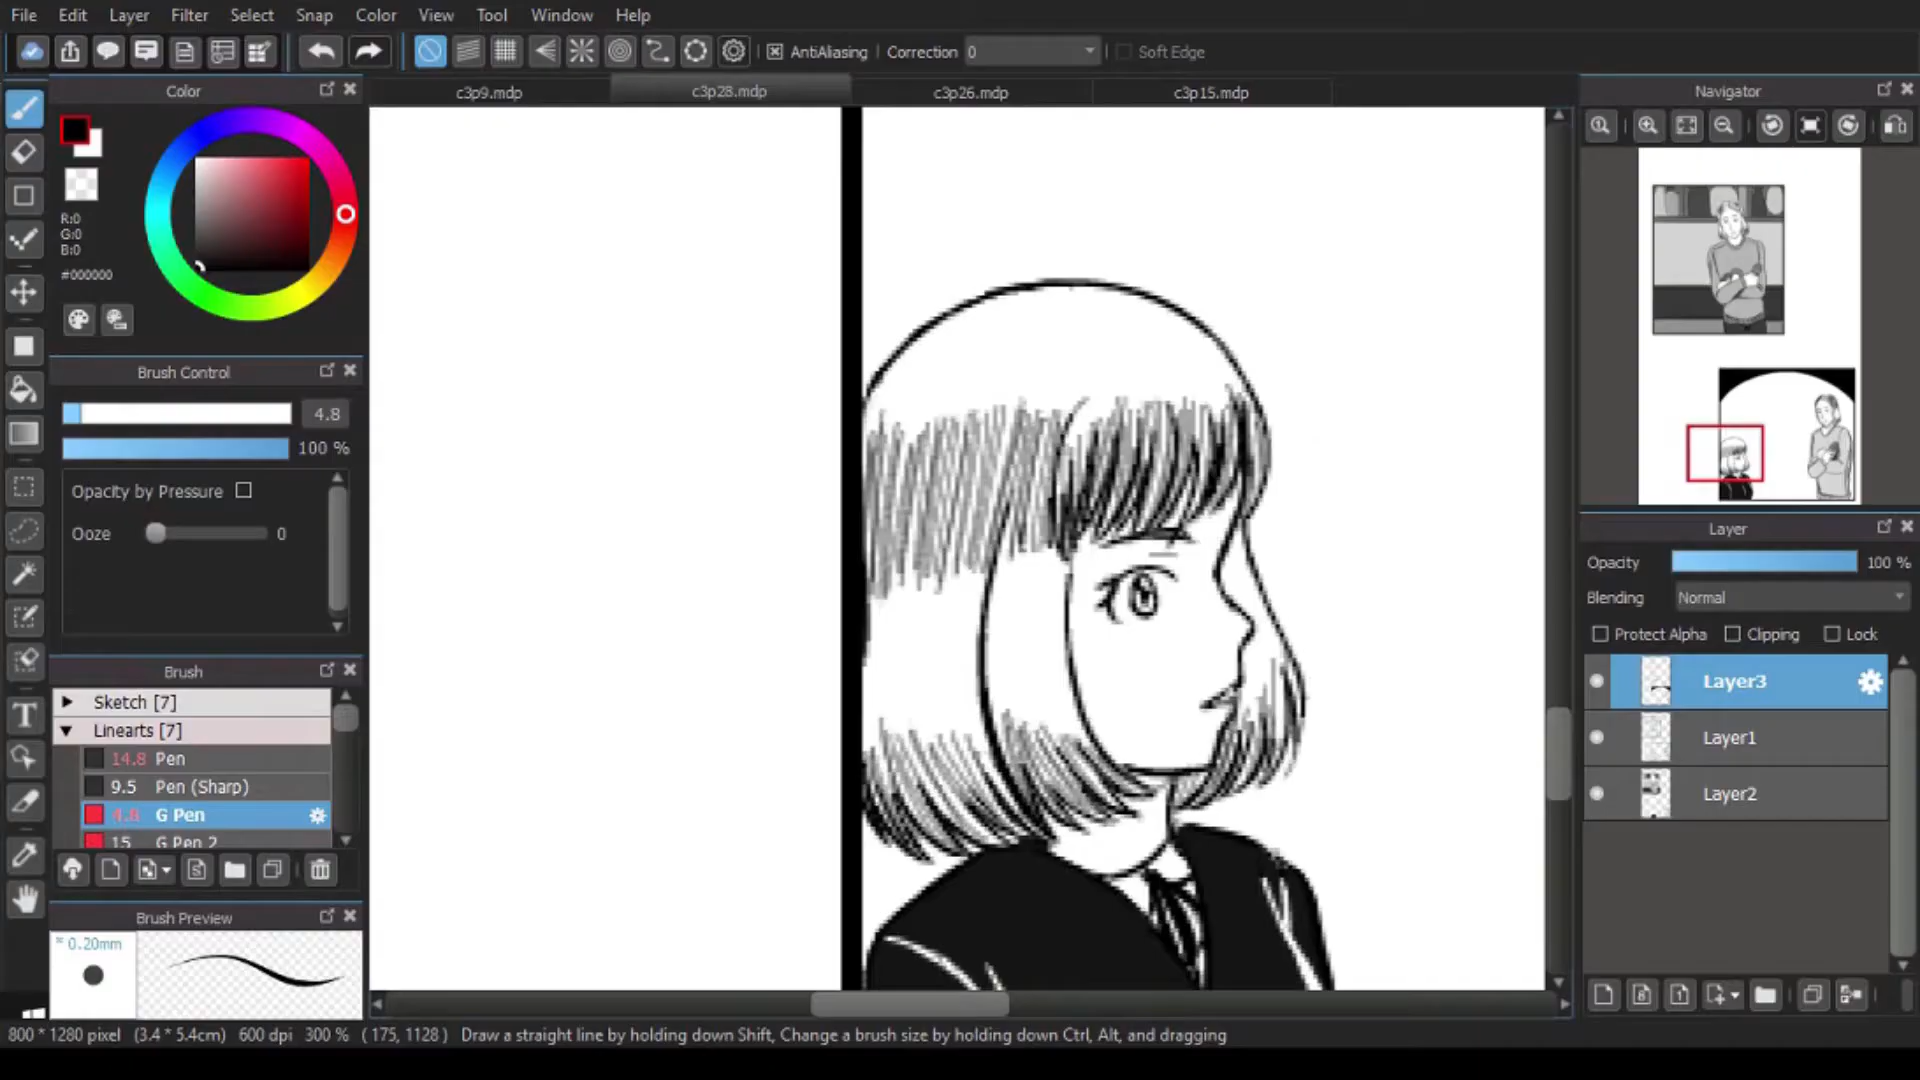 File Edit Layer Filter Select Snap Color View Tool Window Help
AntiAliasing Correction 0 Soft Edge
Color
c3p9.mdp c3p28.mdp c3p26.mdp c3p15.mdp
Navigator
R:0
G:0
B:0
#000000
Brush Control
4.8
100 %
Opacity by Pressure
Ooze 0
Brush
Sketch [7]
Linearts [7]
14.8 Pen
9.5 Pen (Sharp)
4.8 G Pen
15 G Pen 2
Brush Preview
* 0.20mm
Layer
Opacity 100 %
Blending Normal
Protect Alpha Clipping Lock
Layer3
Layer1
Layer2
800 * 1280 pixel (3.4 * 5.4cm) 600 dpi 300 % ( 175, 1128 ) Draw a straight line by holding down Shift, Change a brush size by holding down Ctrl, Alt, and dragging